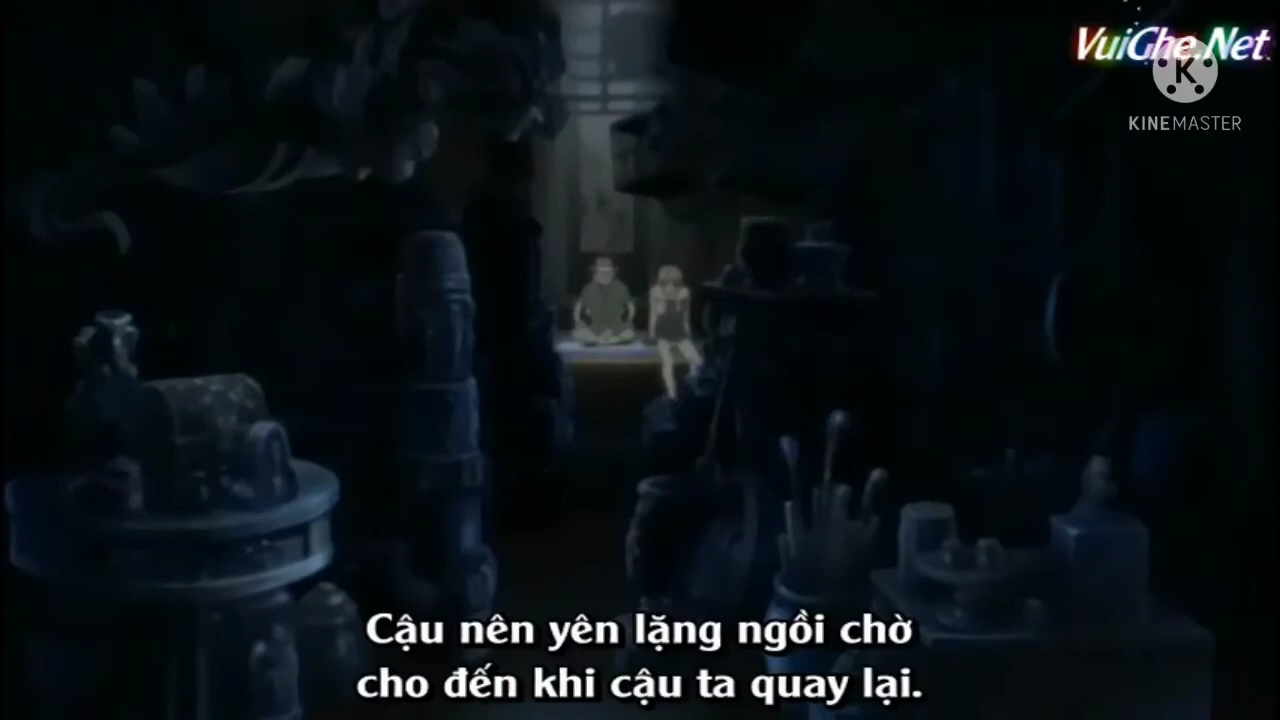 VuiGhe.Net
K
KINEMASTER
Cậu nên yên lặng ngồi chờ
cho đến khi cậu ta quay lại.